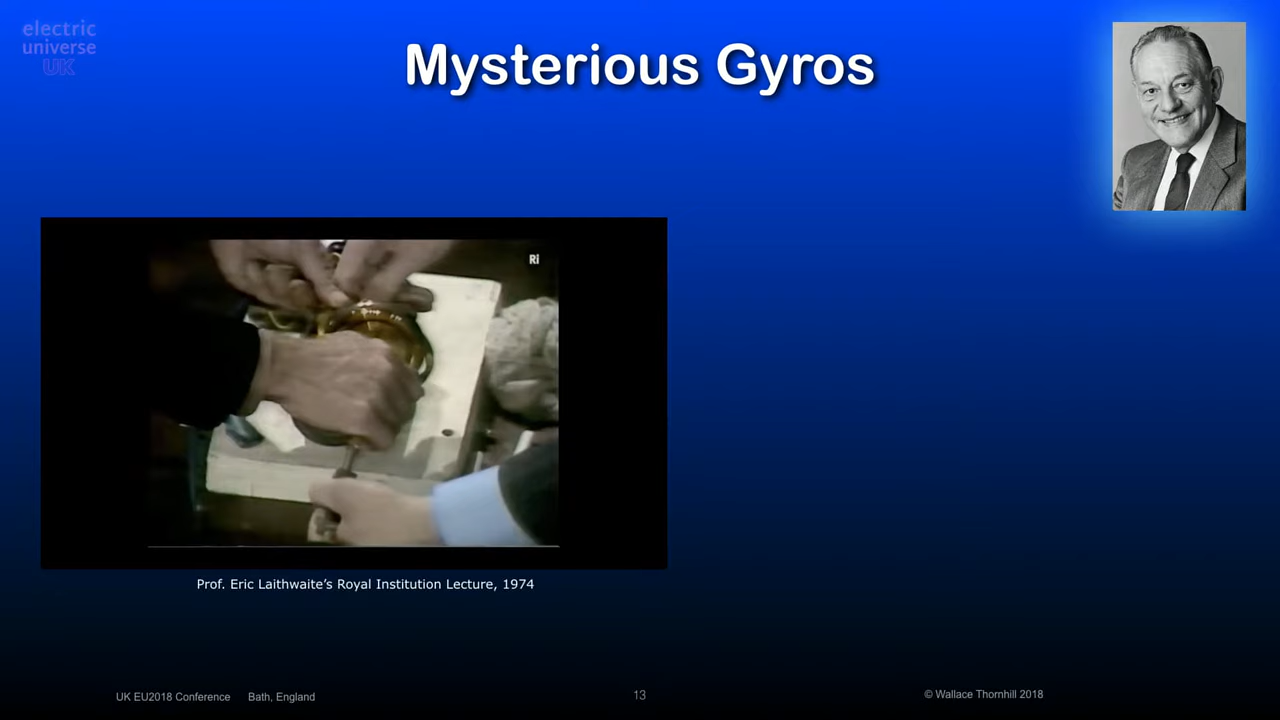 electric
universe
UK
Mysterious Gyros
Ri
Prof. Eric Laithwaite's Royal Institution Lecture, 1974
UK EU2018 Conference Bath, England
13
© Wallace Thornhill 2018